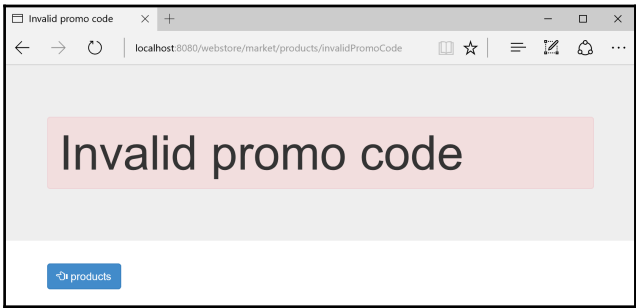 Invalid promo code
localhost:8080/webstore/market/products/invalidPromoCode
Invalid promo code
products